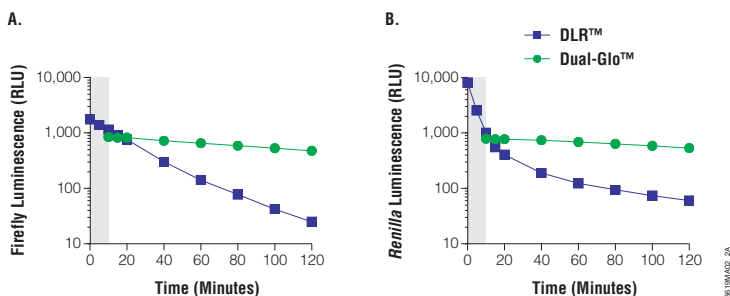 A.
B.
DLR™
Dual-Glo™
Firefly Luminescence (RLU)
10,000
1,000
100
10
0 20 40 60 80 100 120
Time (Minutes)
Renilla Luminescence (RLU)
10,000
1,000
100
10
0 20 40 60 80 100 120
Time (Minutes)